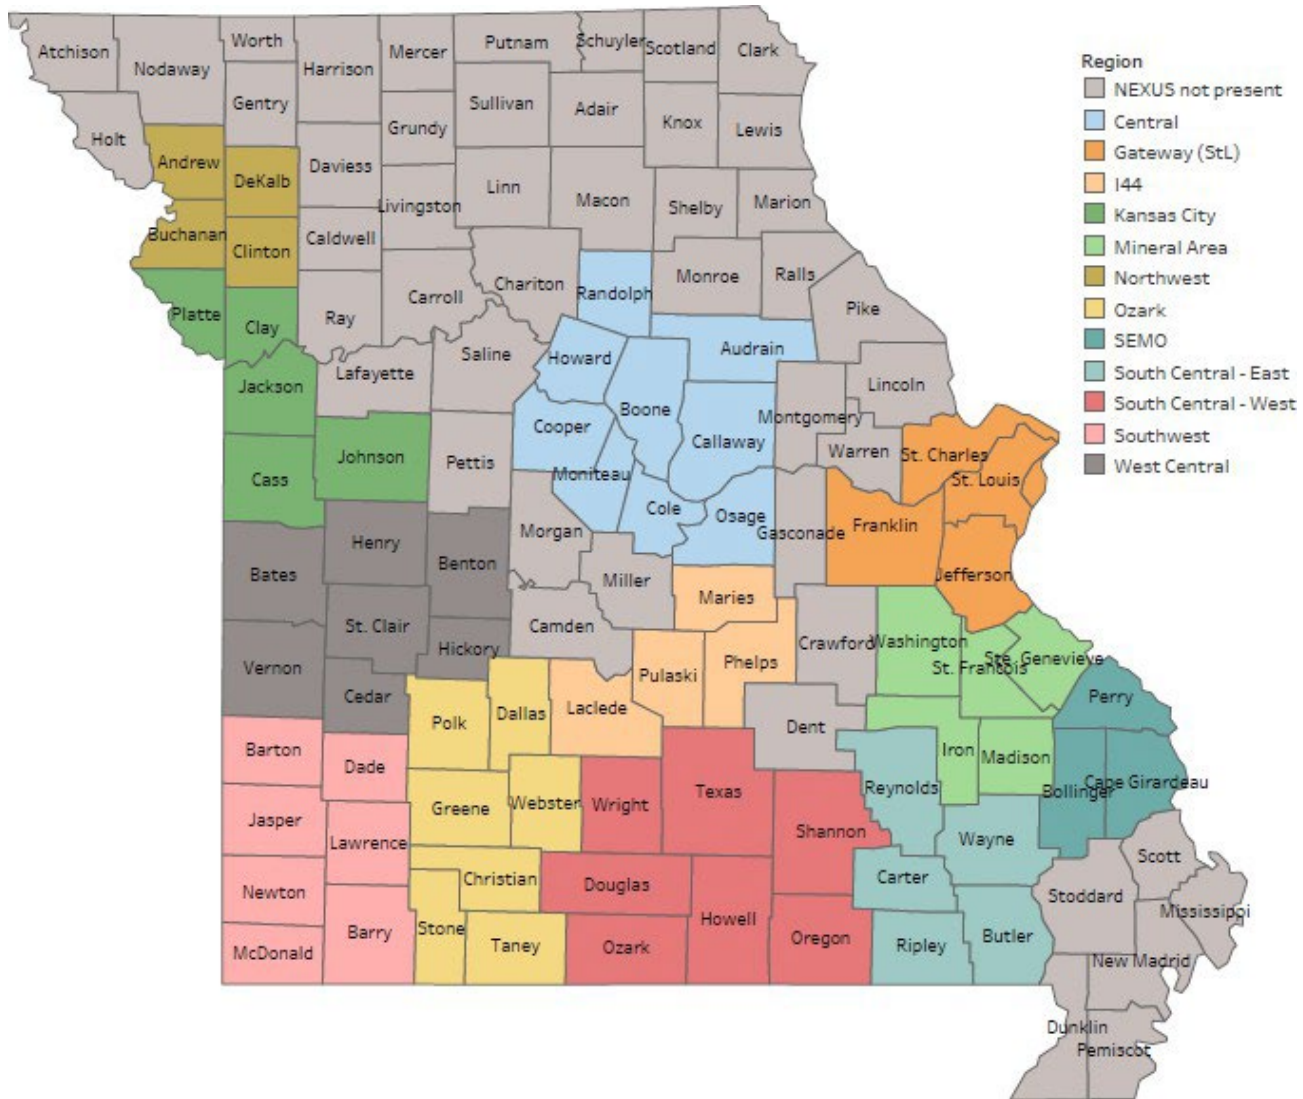 Atchison
Nodaway
Worth
Harrison
Mercer
Putnam
Schuyler
Scotland
Clark
Holt
Gentry
Grundy
Sullivan
Adair
Knox
Lewis
Andrew
DeKalb
Daviess
Livingston
Linn
Macon
Shelby
Marion
Buchanan
Clinton
Caldwell
Chariton
Monroe
Ralls
Platte
Clay
Ray
Carroll
Randolph
Pike
Jackson
Lafayette
Saline
Howard
Audrain
Lincoln
Cass
Johnson
Pettis
Cooper
Boone
Callaway
Montgomery
Warren
St. Charles
St. Louis
Moniteau
Cole
Osage
Gasconade
Franklin
Jefferson
Bates
Henry
Benton
Morgan
Miller
Maries
Crawford
Washington
St. Francois
Ste. Genevieve
Vernon
St. Clair
Hickory
Camden
Pulaski
Phelps
Cedar
Polk
Dallas
Laclede
Dent
Iron
Madison
Perry
Barton
Dade
Greene
Webster
Wright
Texas
Shannon
Reynolds
Wayne
Bollinger
Cape Girardeau
Jasper
Lawrence
Christian
Douglas
Howell
Carter
Stoddard
Scott
Mississippi
Newton
Barry
Stone
Taney
Ozark
Oregon
Ripley
Butler
New Madrid
McDonald
Dunklin
Pemiscot
Region
NEXUS not present
Central
Gateway (StL)
I44
Kansas City
Mineral Area
Northwest
Ozark
SEMO
South Central - East
South Central - West
Southwest
West Central